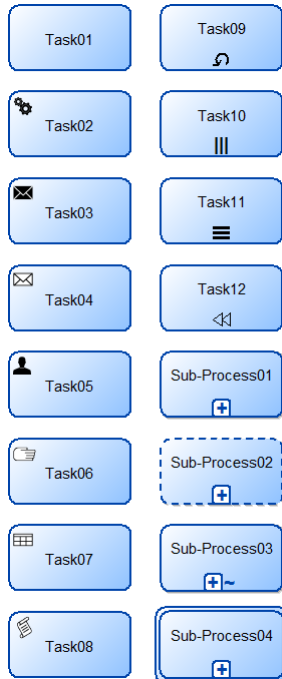 Task01
Task02
Task03
Task04
Task05
Task06
Task07
Task08
Task09
Task10
Task11
Task12
Sub-Process01
Sub-Process02
Sub-Process03
Sub-Process04